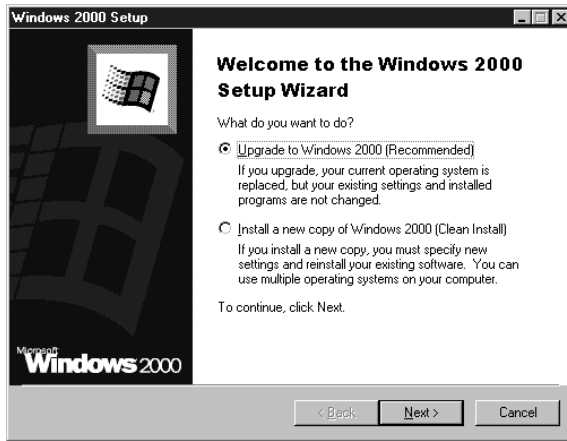 Windows 2000 Setup
Welcome to the Windows 2000
Setup Wizard
What do you want to do?
Upgrade to Windows 2000 (Recommended)
If you upgrade, your current operating system is
replaced, but your existing settings and installed
programs are not changed.
Install a new copy of Windows 2000 (Clean Install)
If you install a new copy, you must specify new
settings and reinstall your existing software. You can
use multiple operating systems on your computer.
To continue, click Next.
Microsoft
Windows 2000
< Back
Next >
Cancel